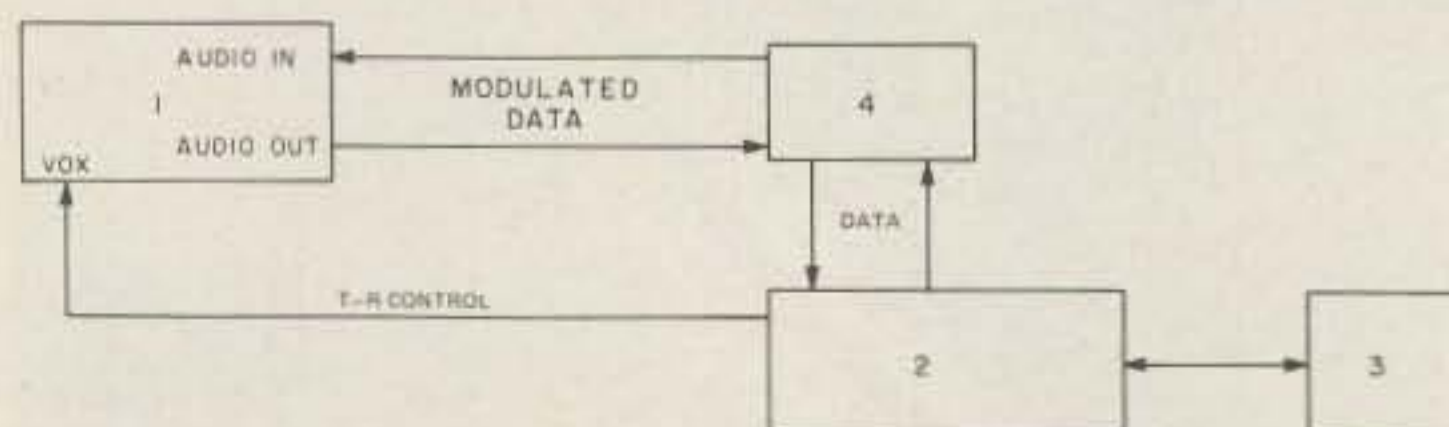 AUDIO IN
1
AUDIO OUT
VOX
MODULATED
DATA
4
DATA
T-R CONTROL
2
3